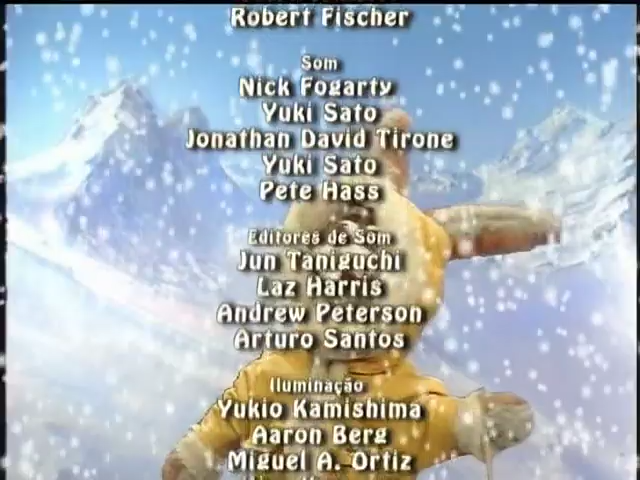 Robert Fischer
Som
Nick Fogarty
Yuki Sato
Jonathan David Tirone
Yuki Sato
Pete Hass
Editores de Som
Jun Taniguchi
Laz Harris
Andrew Peterson
Arturo Santos
Iluminação
Yukio Kamishima
Aaron Berg
Miguel A. Ortiz